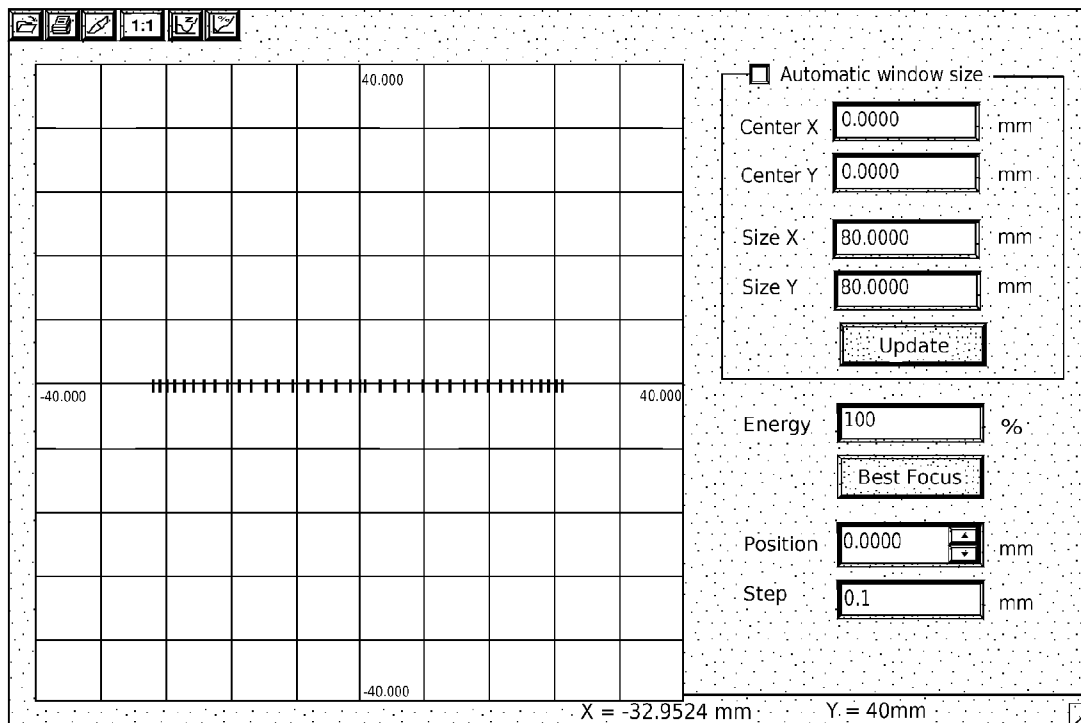 1:1
z
40.000
-40.000
40.000
-40.000
Automatic window size
Center X 0.0000 mm
Center Y 0.0000 mm
Size X 80.0000 mm
Size Y 80.0000 mm
Update
Energy 100 %
Best Focus
Position 0.0000 mm
Step 0.1 mm
X = -32.9524 mm Y = 40mm